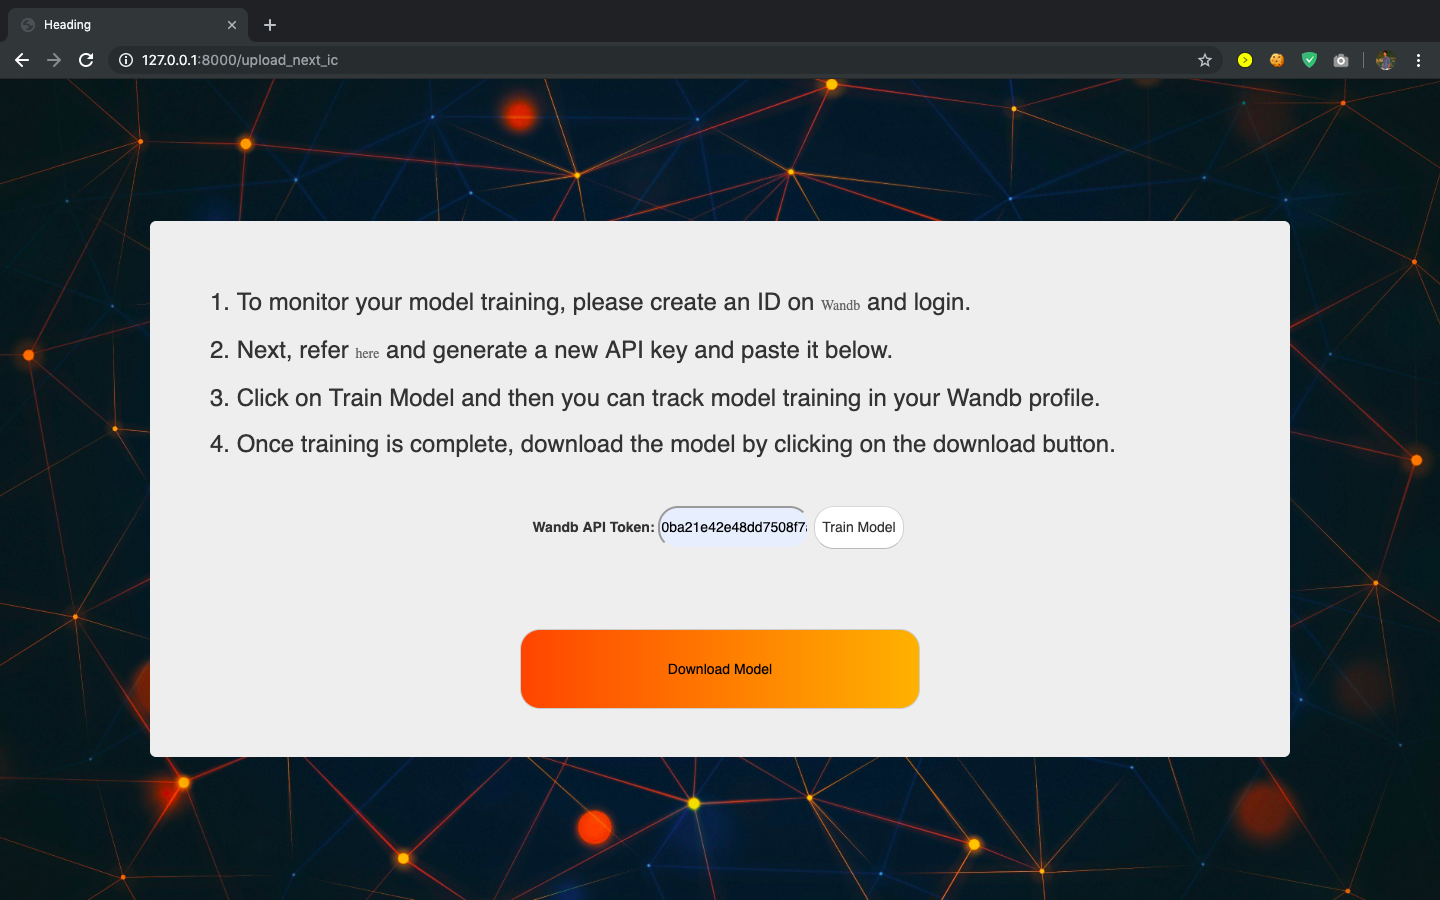 Heading
127.0.0.1:8000/upload_next_ic
1. To monitor your model training, please create an ID on Wandb and login.
2. Next, refer here and generate a new API key and paste it below.
3. Click on Train Model and then you can track model training in your Wandb profile.
4. Once training is complete, download the model by clicking on the download button.
Wandb API Token: 0ba21e42e48dd7508f7 Train Model
Download Model